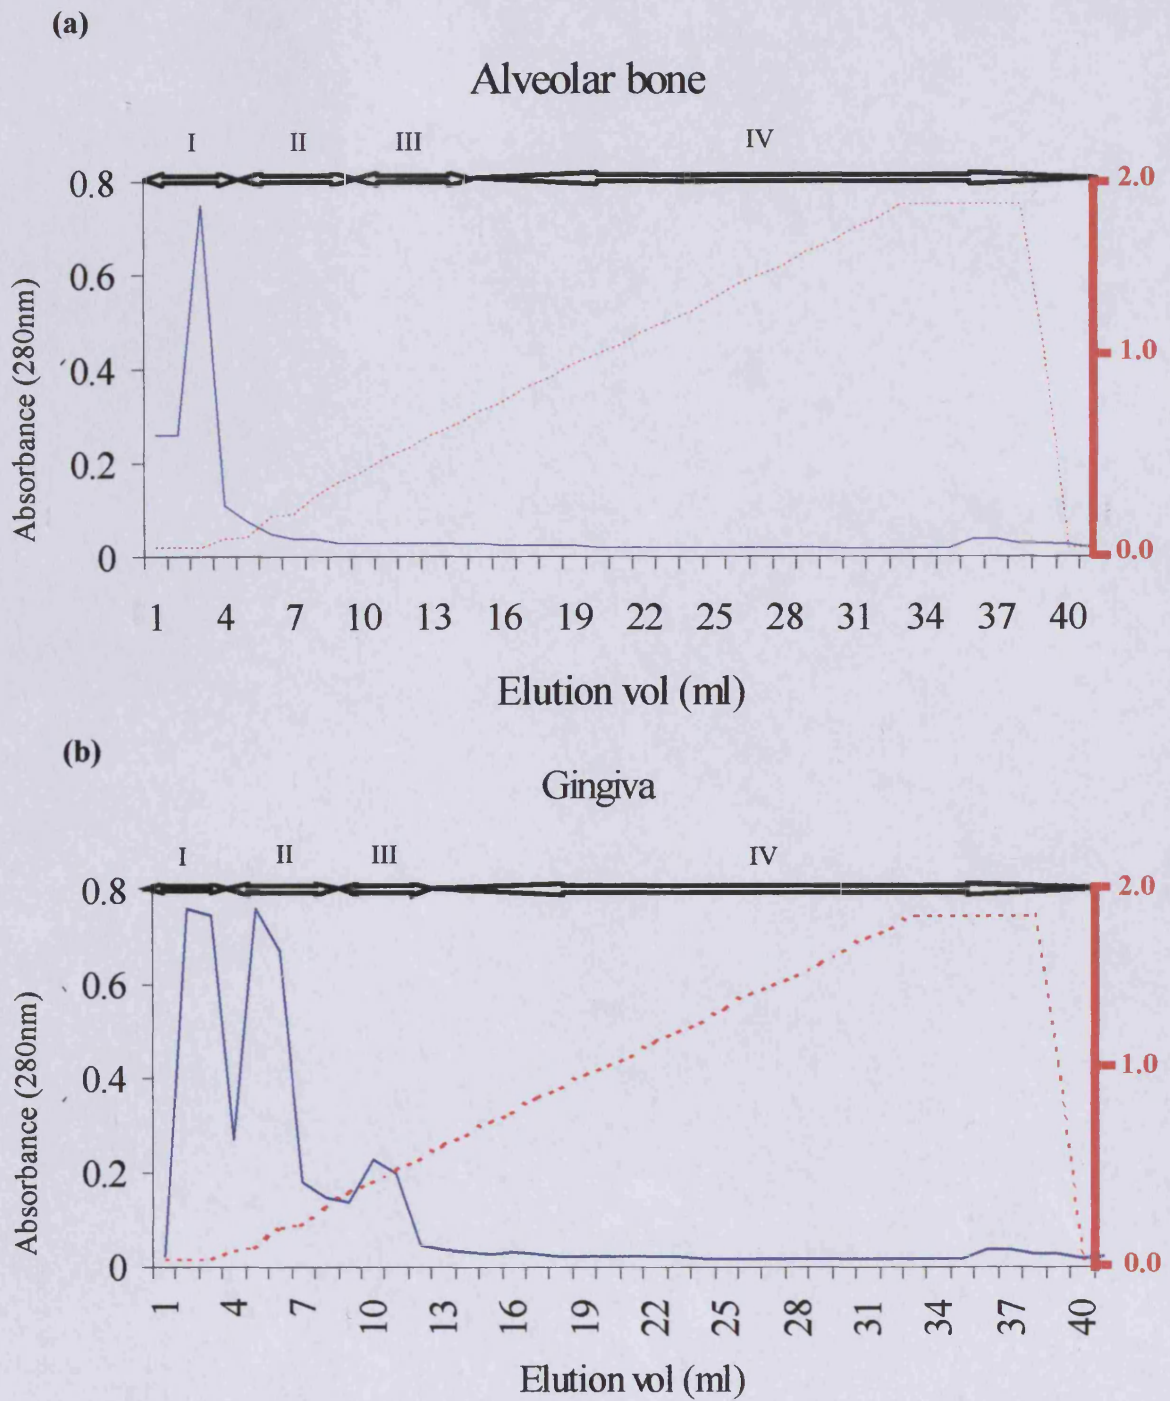 (a)
Alveolar bone
I II III IV
0.8
0.6
0.4
0.2
0
Absorbance (280nm)
2.0
1.0
0.0
1 4 7 10 13 16 19 22 25 28 31 34 37 40
Elution vol (ml)
(b)
Gingiva
I II III IV
0.8
0.6
0.4
0.2
0
Absorbance (280nm)
2.0
1.0
0.0
1 4 7 10 13 16 19 22 25 28 31 34 37 40
Elution vol (ml)